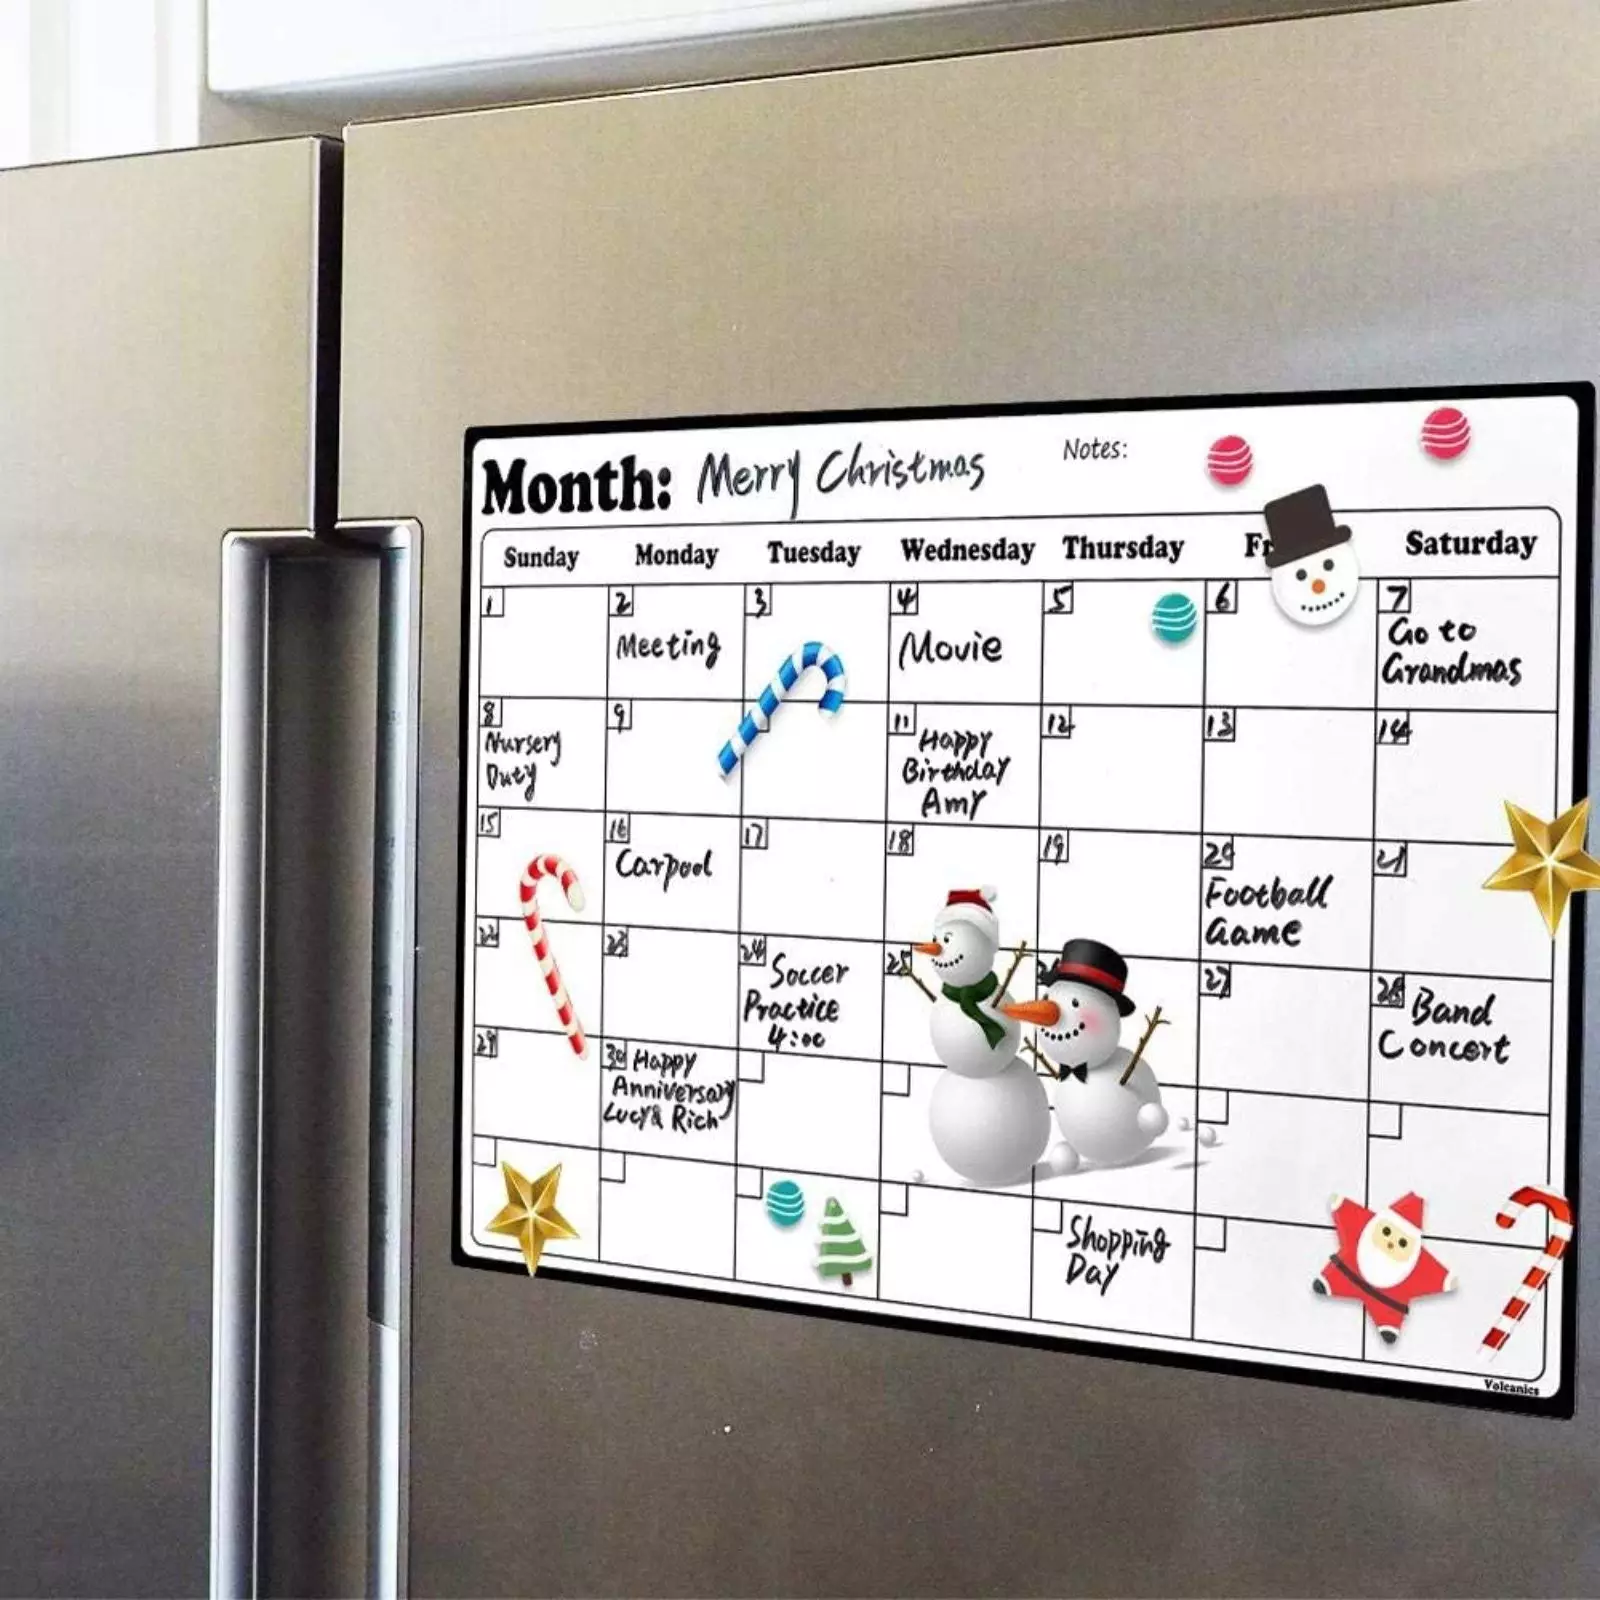 Month: Merry Christmas
Notes:
Sunday Monday Tuesday Wednesday Thursday Saturday
1 2 3 4 5 6 7
Meeting
Movie
Go to
Grandmas
8 9 11 12 13 14
Nursery
Duty
Happy
Birthday
Amy
15 16 17 18 19 20 21
Carpool
Football
Game
22 23 24 25 27 28
Soccer
Practice
4:00
Band
Concert
29 30
Happy
Anniversary
Lucy & Rich
Shopping
Day
Volcanics